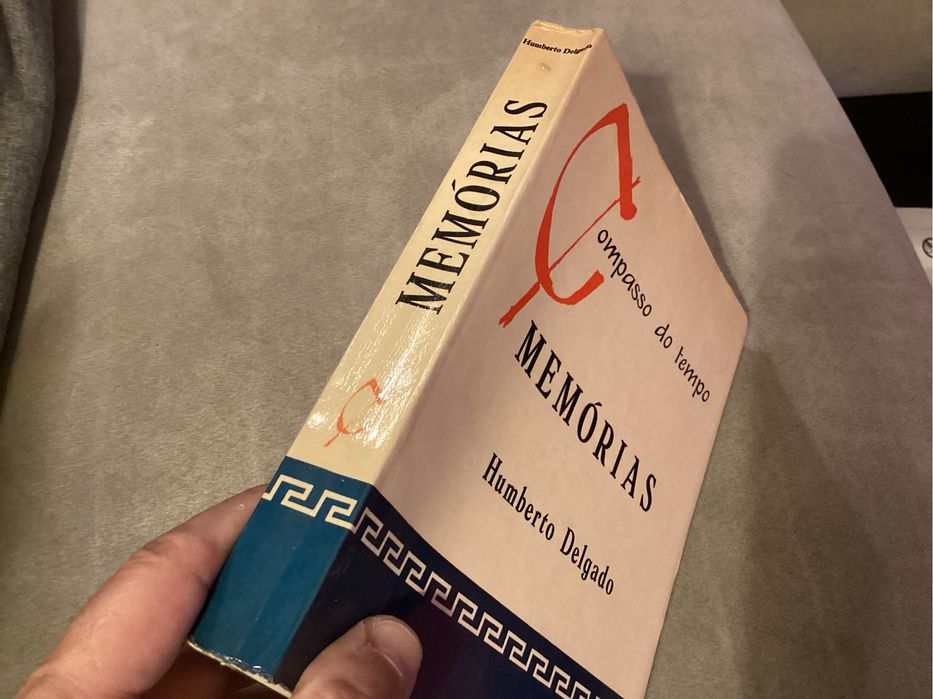 Humberto Delgado
MEMÓRIAS
Compasso do tempo
MEMÓRIAS
Humberto Delgado